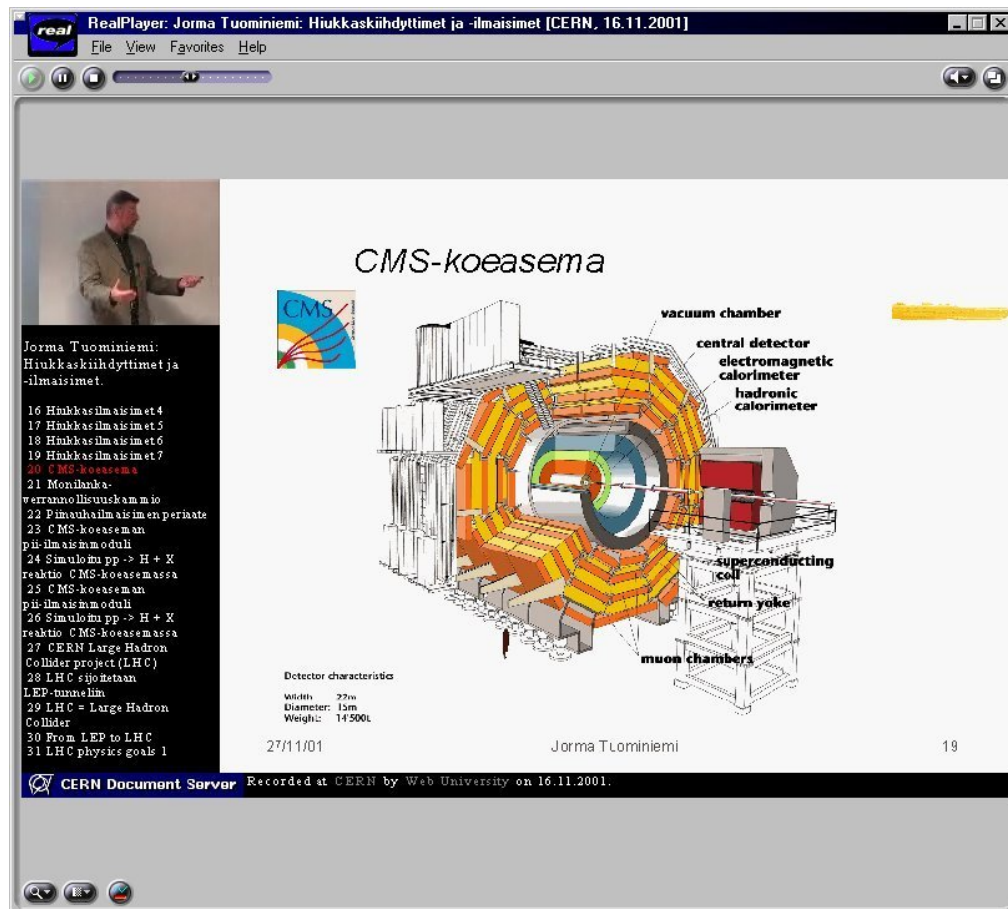 real
RealPlayer: Jorma Tuominiemi: Hiukkaskiihdyttimet ja -ilmaisimet [CERN, 16.11.2001]
File View Favorites Help
Jorma Tuominiemi:
Hiukkaskiihdyttimet ja
-ilmaisimet.
16 Hiukkasilmaisimet 4
17 Hiukkasilmaisimet 5
18 Hiukkasilmaisimet 6
19 Hiukkasilmaisimet 7
20 CMS-koeasema
21 Monilanka-
verrannollisuuskammio
22 Piinauhailmaisimen periaate
23 CMS-koeaseman
pii-ilmaisinmoduli
24 Simuloitu pp -> H + X
reaktio CMS-koeasemassa
25 CMS-koeaseman
pii-ilmaisinmoduli
26 Simuloitu pp -> H + X
reaktio CMS-koeasemassa
27 CERN Large Hadron
Collider project (LHC)
28 LHC sijoitetaan
LEP-tunneliin
29 LHC = Large Hadron
Collider
30 From LEP to LHC
31 LHC physics goals 1
CMS-koeasema
CMS
vacuum chamber
central detector
electromagnetic
calorimeter
hadronic
calorimeter
superconducting
coil
return yoke
muon chambers
Detector characteristics
Width: 22m
Diameter: 15m
Weight: 14'500t
27/11/01
Jorma Tuominiemi
19
CERN Document Server
Recorded at CERN by Web University on 16.11.2001.